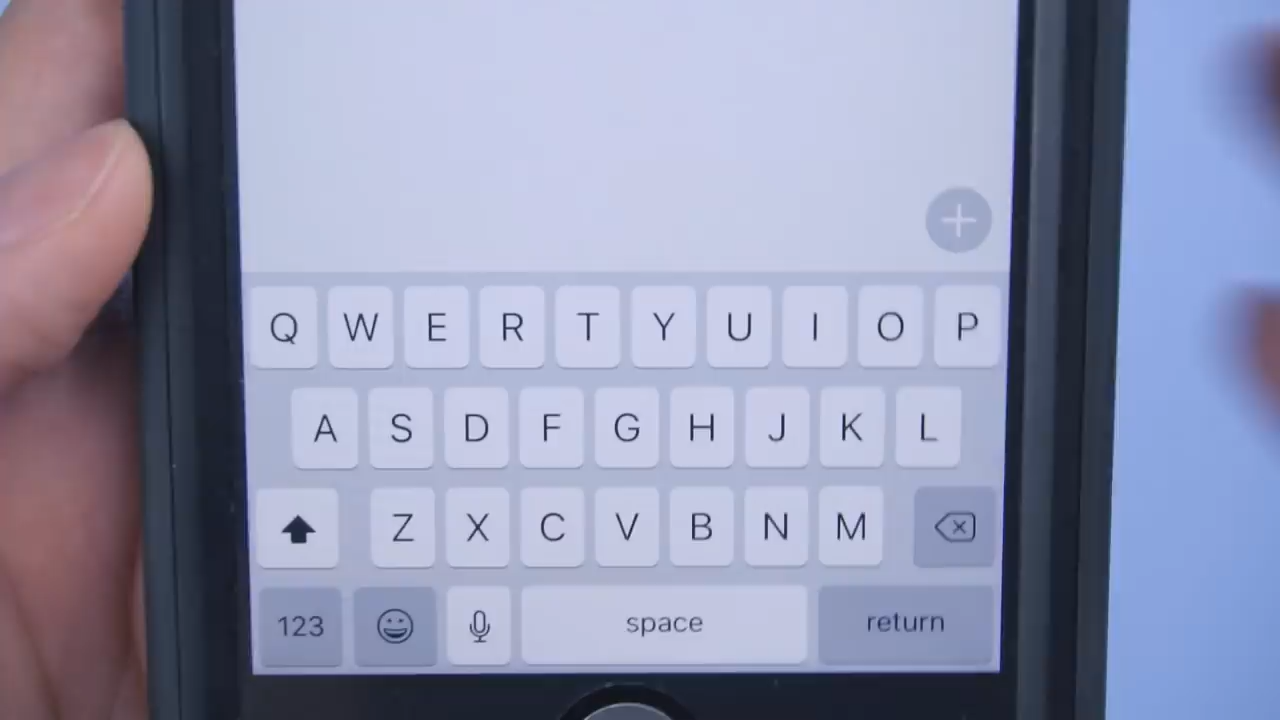 Q W E R T Y U I O P
A S D F G H J K L
Z X C V B N M
123 space return